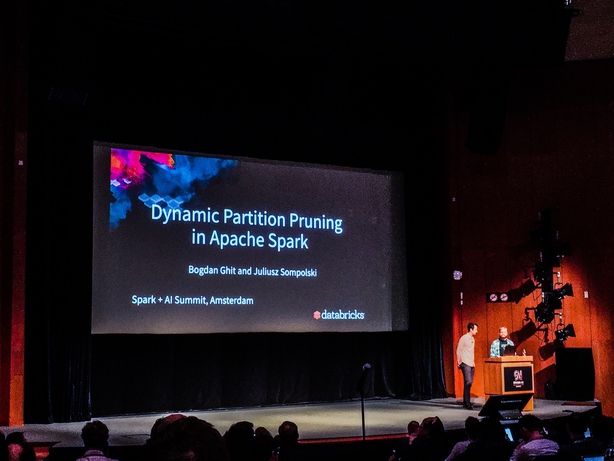 Dynamic Partition Pruning
in Apache Spark
Bogdan Ghit and Juliusz Sompolski
Spark + AI Summit, Amsterdam
databricks